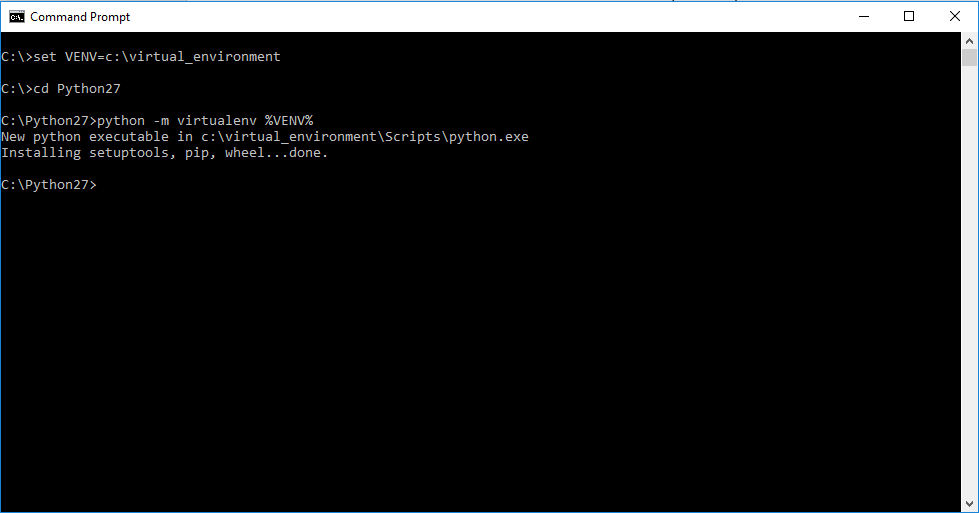 Command Prompt
C:\>set VENV=c:\virtual_environment
C:\>cd Python27
C:\Python27>python -m virtualenv %VENV%
New python executable in c:\virtual_environment\Scripts\python.exe
Installing setuptools, pip, wheel...done.
C:\Python27>